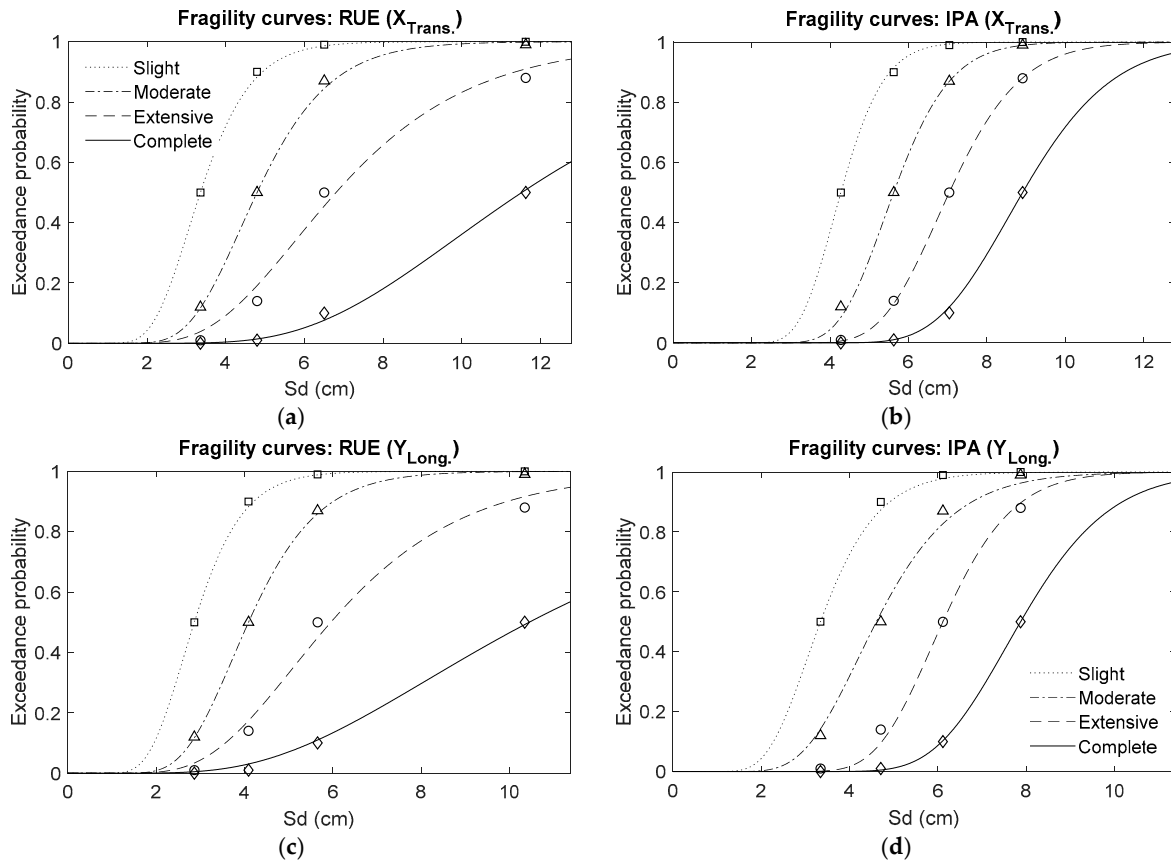 Fragility curves: RUE (X_Trans.)
Exceedance probability
1
0.8
0.6
0.4
0.2
0
Slight
Moderate
Extensive
Complete
0 2 4 6 8 10 12
Sd (cm)
(a)
Fragility curves: IPA (X_Trans.)
Exceedance probability
1
0.8
0.6
0.4
0.2
0
0 2 4 6 8 10 12
Sd (cm)
(b)
Fragility curves: RUE (Y_Long.)
Exceedance probability
1
0.8
0.6
0.4
0.2
0
0 2 4 6 8 10
Sd (cm)
(c)
Fragility curves: IPA (Y_Long.)
Exceedance probability
1
0.8
0.6
0.4
0.2
0
Slight
Moderate
Extensive
Complete
0 2 4 6 8 10
Sd (cm)
(d)